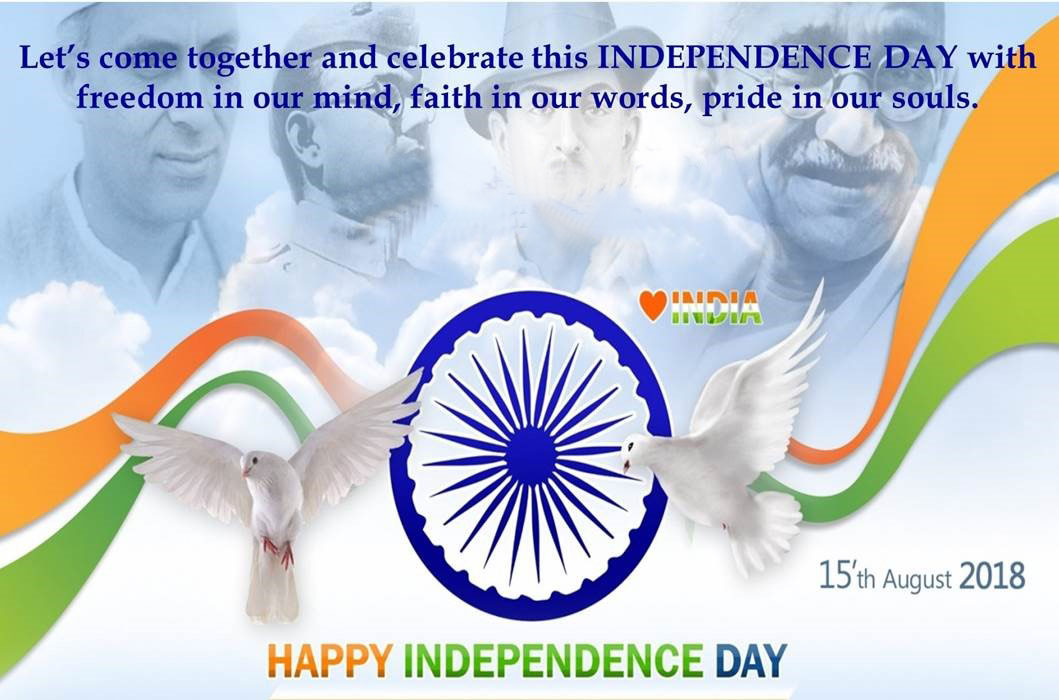 Let’s come together and celebrate this INDEPENDENCE DAY with
freedom in our mind, faith in our words, pride in our souls.
INDIA
15'th August 2018
HAPPY INDEPENDENCE DAY